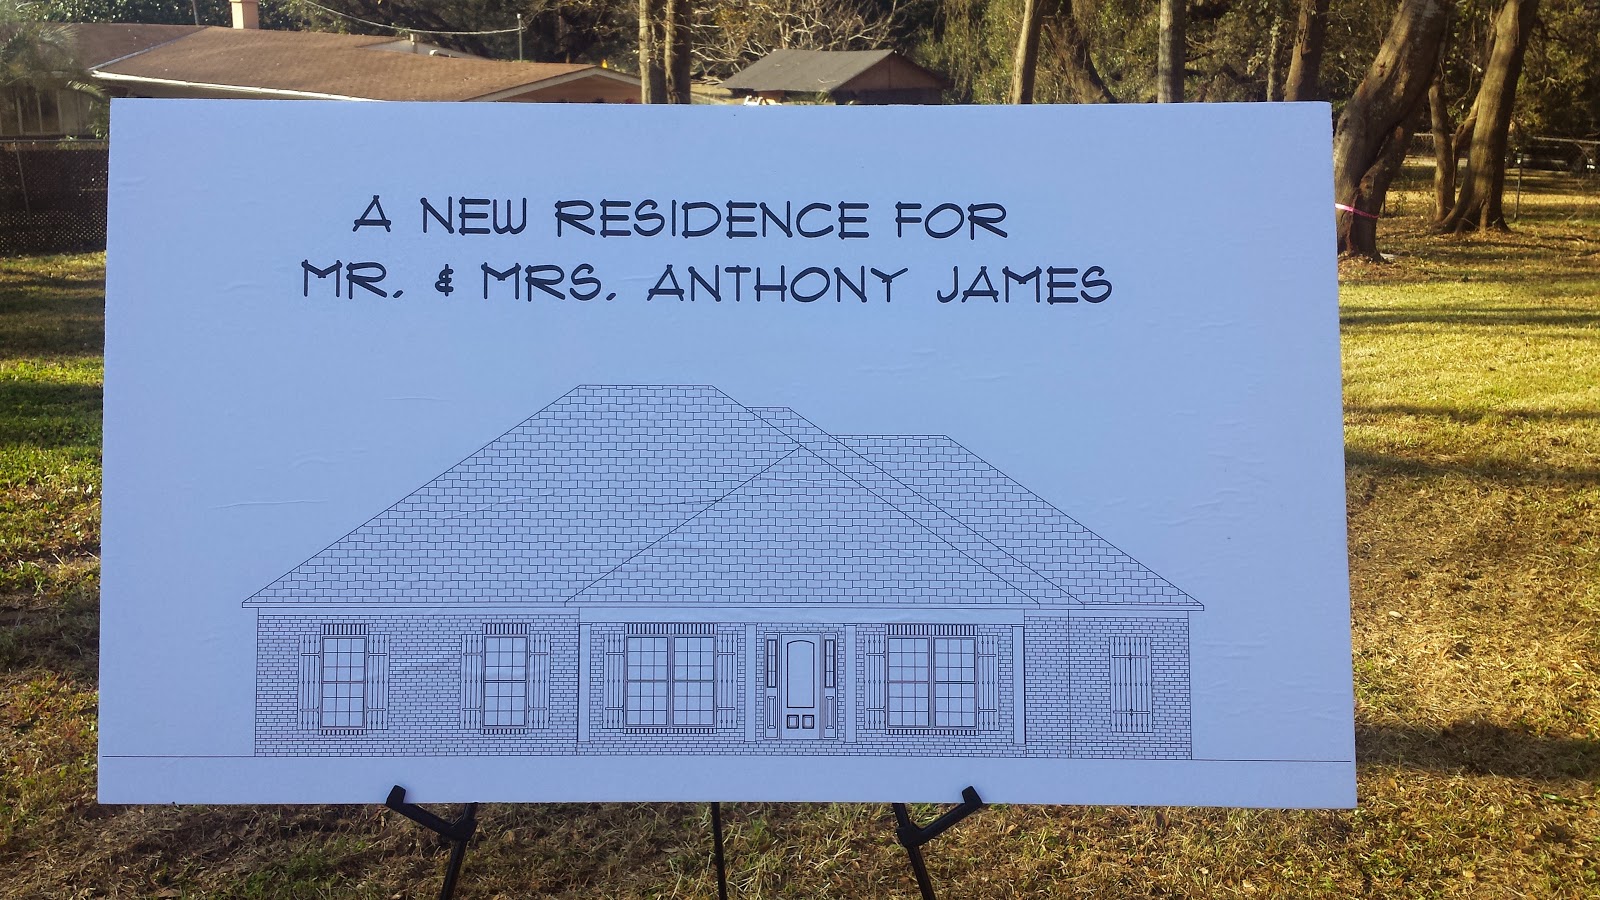 A NEW RESIDENCE FOR
MR. & MRS. ANTHONY JAMES